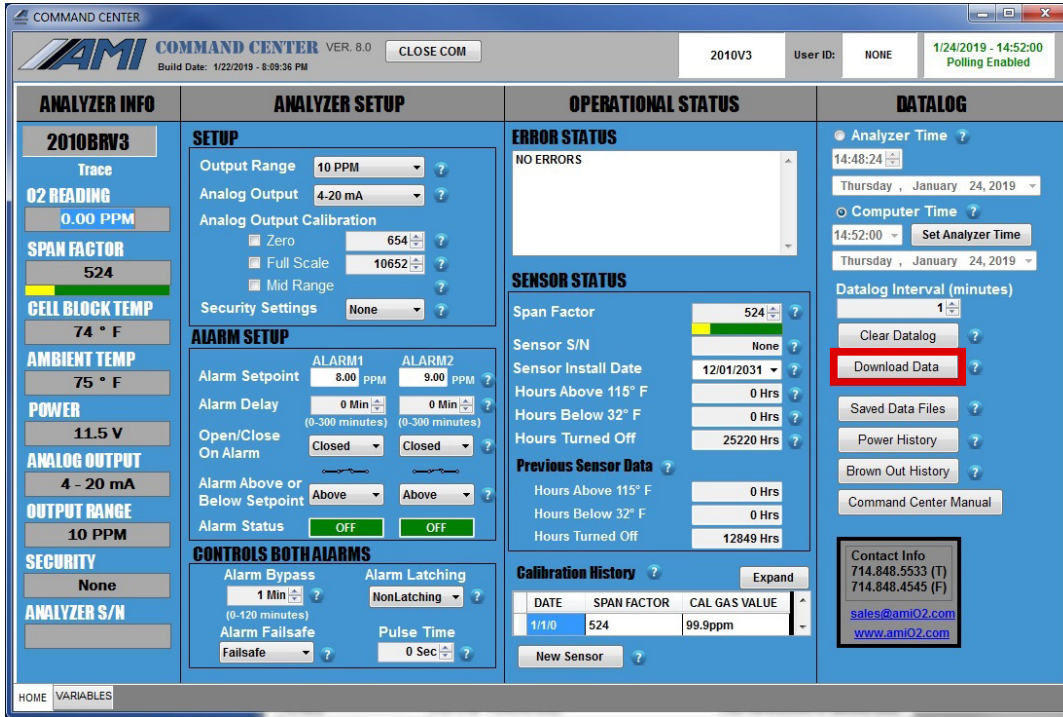 COMMAND CENTER
AMI
COMMAND CENTER VER. 8.0
Build Date: 1/22/2019 - 8:09:36 PM
CLOSE COM
2010V3
User ID:
NONE
1/24/2019 - 14:52:00
Polling Enabled
ANALYZER INFO
2010BRV3
Trace
O2 READING
0.00 PPM
SPAN FACTOR
524
CELL BLOCK TEMP
74 ° F
AMBIENT TEMP
75 ° F
POWER
11.5 V
ANALOG OUTPUT
4 - 20 mA
OUTPUT RANGE
10 PPM
SECURITY
None
ANALYZER S/N
ANALYZER SETUP
SETUP
Output Range 10 PPM ?
Analog Output 4-20 mA ?
Analog Output Calibration
Zero 654 ?
Full Scale 10652 ?
Mid Range ?
Security Settings None ?
ALARM SETUP
ALARM1 ALARM2
Alarm Setpoint 8.00 PPM 9.00 PPM ?
Alarm Delay 0 Min 0 Min ?
(0-300 minutes) (0-300 minutes)
Open/Close
On Alarm Closed Closed ?
Alarm Above or
Below Setpoint Above Above ?
Alarm Status OFF OFF
CONTROLS BOTH ALARMS
Alarm Bypass Alarm Latching
1 Min ? NonLatching ?
(0-120 minutes)
Alarm Failsafe Pulse Time
Failsafe ? 0 Sec ?
OPERATIONAL STATUS
ERROR STATUS
NO ERRORS
SENSOR STATUS
Span Factor 524 ?
Sensor S/N None ?
Sensor Install Date 12/01/2031 ?
Hours Above 115° F 0 Hrs ?
Hours Below 32° F 0 Hrs ?
Hours Turned Off 25220 Hrs ?
Previous Sensor Data ?
Hours Above 115° F 0 Hrs
Hours Below 32° F 0 Hrs
Hours Turned Off 12849 Hrs
Calibration History ? Expand
DATE SPAN FACTOR CAL GAS VALUE
1/1/0 524 99.9ppm
New Sensor ?
DATALOG
Analyzer Time ?
14:48:24
Thursday , January 24, 2019
Computer Time ?
14:52:00 Set Analyzer Time
Thursday , January 24, 2019
Datalog Interval (minutes)
1
Clear Datalog ?
Download Data ?
Saved Data Files ?
Power History ?
Brown Out History ?
Command Center Manual
Contact Info
714.848.5533 (T)
714.848.4545 (F)
sales@amiO2.com
www.amiO2.com
HOME VARIABLES